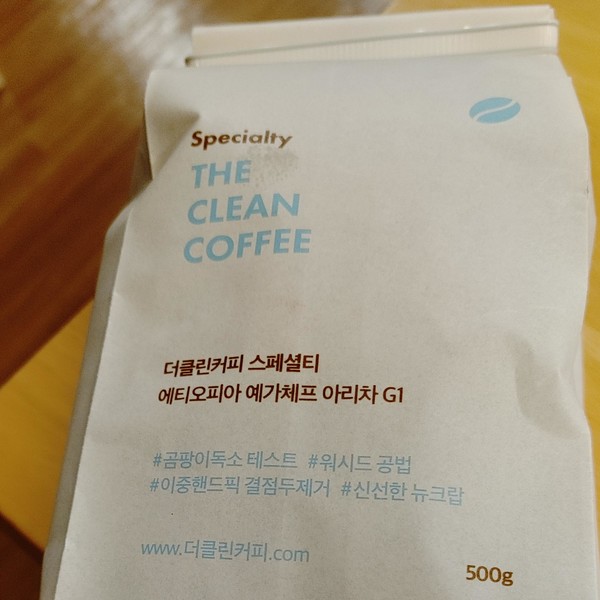 Specialty
THE
CLEAN
COFFEE
더클린커피 스페셜티
에티오피아 예가체프 아리차 G1
#곰팡이독소 테스트 #워시드 공법
#이중핸드픽 결점두제거 #신선한 뉴크랍
www.더클린커피.com
500g